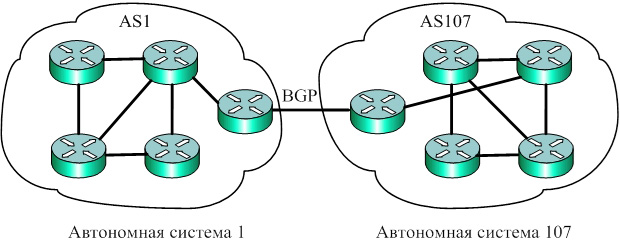 AS1
AS107
BGP
Автономная система 1
Автономная система 107